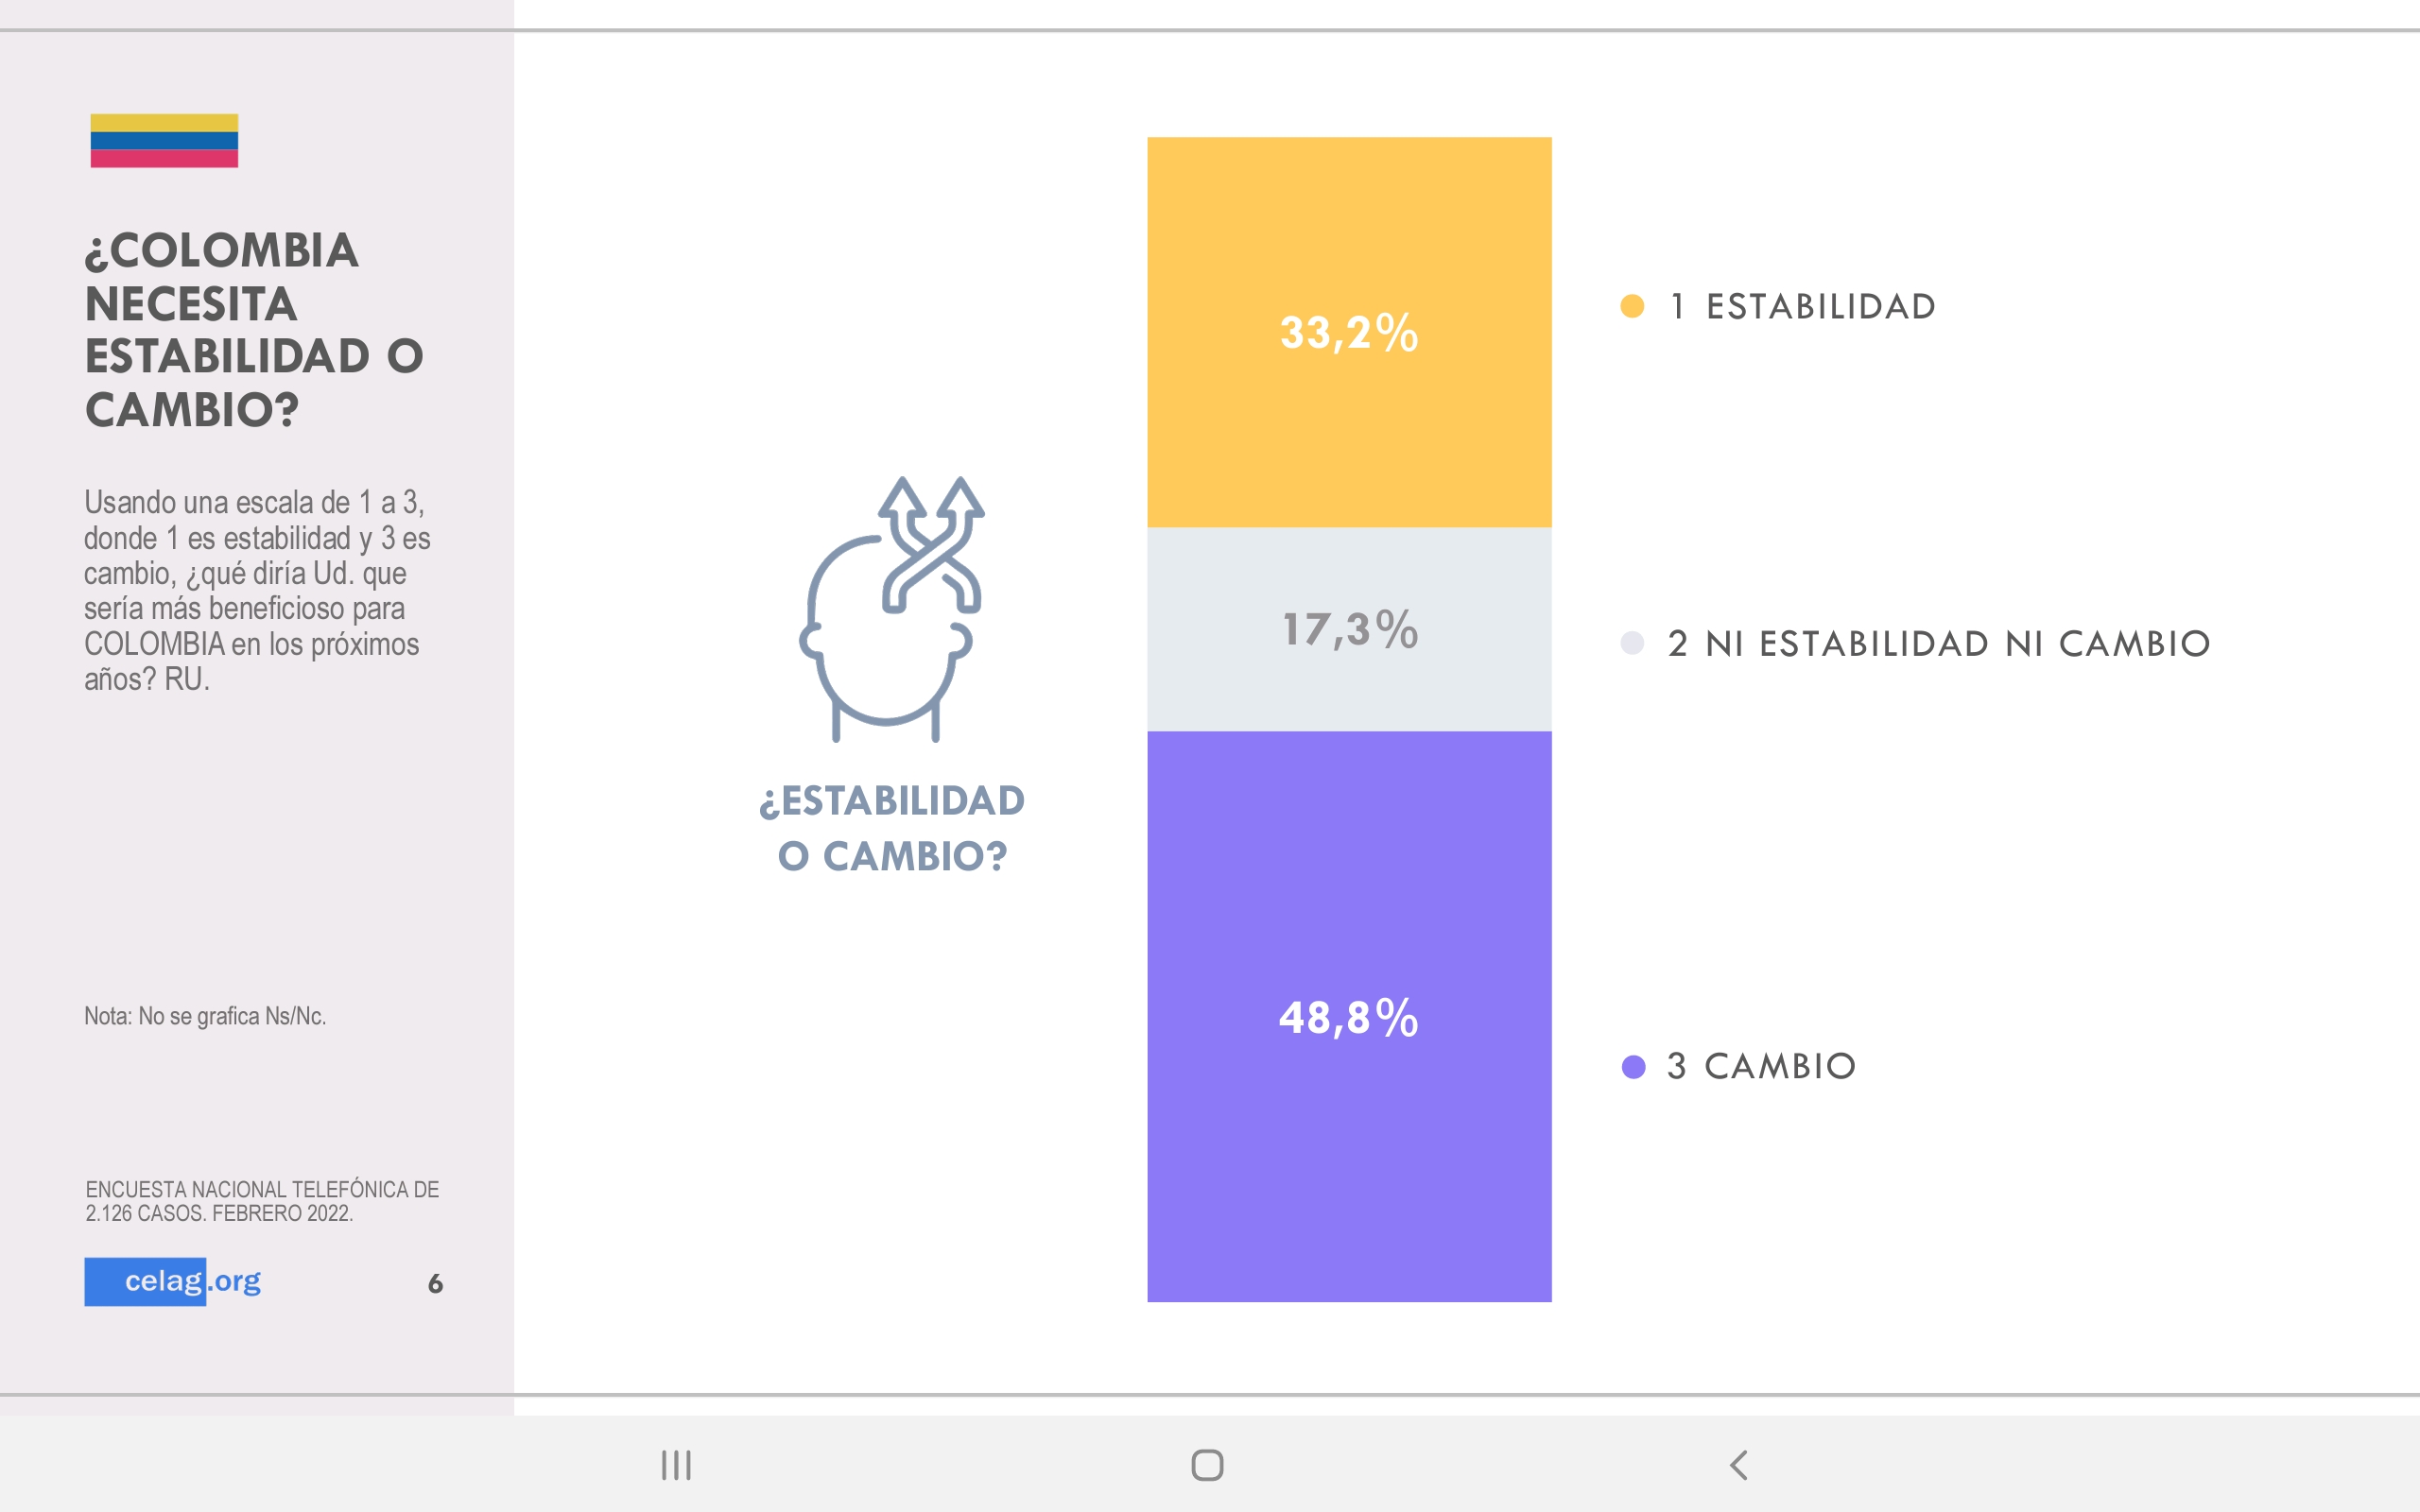 ¿COLOMBIA
NECESITA
ESTABILIDAD O
CAMBIO?
Usando una escala de 1 a 3,
donde 1 es estabilidad y 3 es
cambio, ¿qué diría Ud. que
sería más beneficioso para
COLOMBIA en los próximos
años? RU.
Nota: No se grafica Ns/Nc.
ENCUESTA NACIONAL TELEFÓNICA DE
2.126 CASOS. FEBRERO 2022.
celag.org
6
¿ESTABILIDAD
O CAMBIO?
33,2%
17,3%
48,8%
1 ESTABILIDAD
2 NI ESTABILIDAD NI CAMBIO
3 CAMBIO